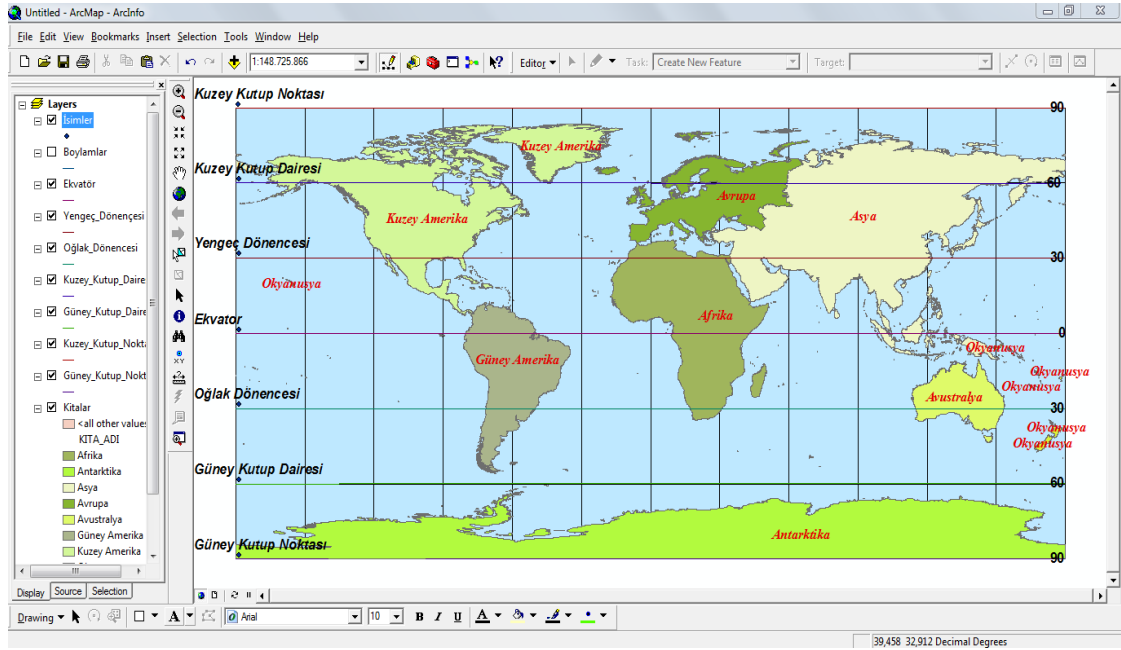 Untitled - ArcMap - ArcInfo
File Edit View Bookmarks Insert Selection Tools Window Help
1:148.725.866 Editor Task: Create New Feature Target:
Layers
İsimler
Boylamlar
Ekvatör
Yengeç_Dönençesi
Oğlak_Dönencesi
Kuzey_Kutup_Daire
Güney_Kutup_Daire
Kuzey_Kutup_Nokta
Güney_Kutup_Nokt
Kitalar
<all other values
KITA_ADI
Afrika
Antarktika
Asya
Avrupa
Avustralya
Güney Amerika
Kuzey Amerika
Display Source Selection
Kuzey Kutup Noktası 90
Kuzey Amerika
Kuzey Kutup Dairesi 60
Avrupa
Kuzey Amerika Asya
Yengeç Dönencesi 30
Okyanusya
Afrika
Ekvator 0
Okyanusya
Güney Amerika
Okyanusya
Okyanusya
Oğlak Dönencesi Avustralya 30
Okyanusya
Okyanusya
Güney Kutup Dairesi 60
Antarktika
Güney Kutup Noktası 90
Drawing A Arial 10 B I U A
39,458 32,912 Decimal Degrees